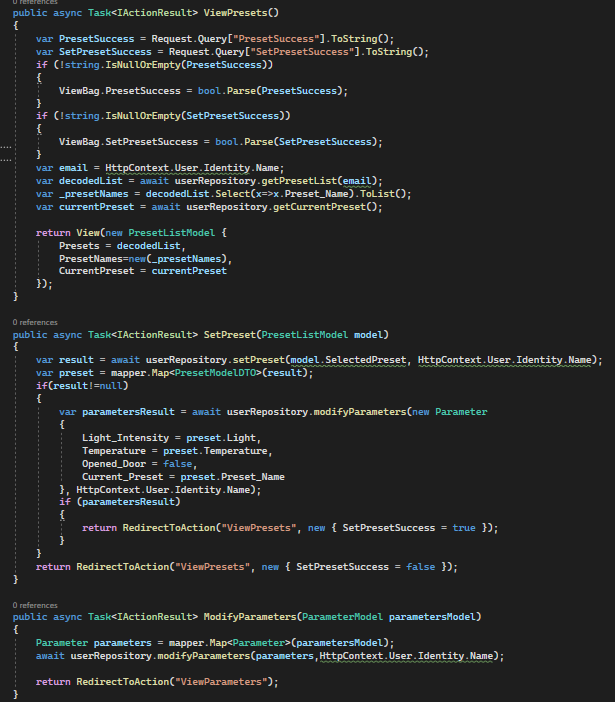 0 references
public async Task<IActionResult> ViewPresets()
{
var PresetSuccess = Request.Query["PresetSuccess"].ToString();
var SetPresetSuccess = Request.Query["SetPresetSuccess"].ToString();
if (!string.IsNullOrEmpty(PresetSuccess))
{
ViewBag.PresetSuccess = bool.Parse(PresetSuccess);
}
if (!string.IsNullOrEmpty(SetPresetSuccess))
{
ViewBag.SetPresetSuccess = bool.Parse(SetPresetSuccess);
}
var email = HttpContext.User.Identity.Name;
var decodedList = await userRepository.getPresetList(email);
var _presetNames = decodedList.Select(x=>x.Preset_Name).ToList();
var currentPreset = await userRepository.getCurrentPreset();
return View(new PresetListModel {
Presets = decodedList,
PresetNames=new(_presetNames),
CurrentPreset = currentPreset
});
}
0 references
public async Task<IActionResult> SetPreset(PresetListModel model)
{
var result = await userRepository.setPreset(model.SelectedPreset, HttpContext.User.Identity.Name);
var preset = mapper.Map<PresetModelDTO>(result);
if(result!=null)
{
var parametersResult = await userRepository.modifyParameters(new Parameter
{
Light_Intensity = preset.Light,
Temperature = preset.Temperature,
Opened_Door = false,
Current_Preset = preset.Preset_Name
}, HttpContext.User.Identity.Name);
if (parametersResult)
{
return RedirectToAction("ViewPresets", new { SetPresetSuccess = true });
}
}
return RedirectToAction("ViewPresets", new { SetPresetSuccess = false });
}
0 references
public async Task<IActionResult> ModifyParameters(ParameterModel parametersModel)
{
Parameter parameters = mapper.Map<Parameter>(parametersModel);
await userRepository.modifyParameters(parameters,HttpContext.User.Identity.Name);
return RedirectToAction("ViewParameters");
}